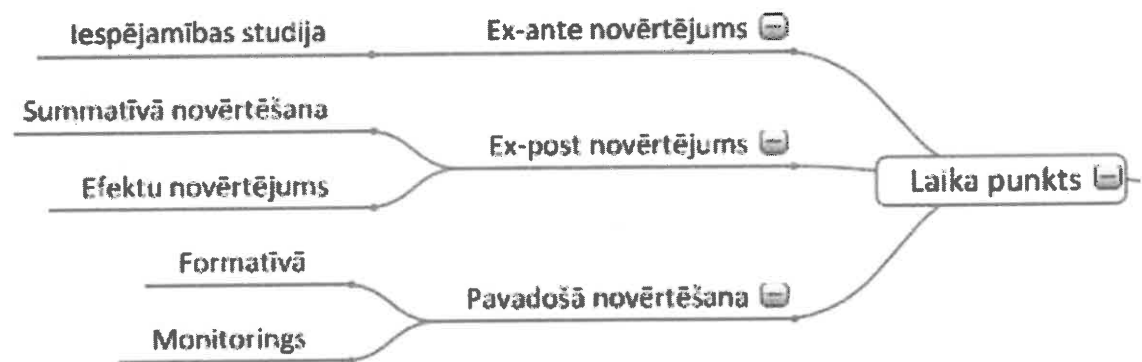 Iespējamības studija
Ex-ante novērtējums
Summatīvā novērtēšana
Ex-post novērtējums
Efektu novērtējums
Laika punkts
Formatīvā
Pavadošā novērtēšana
Monitorings